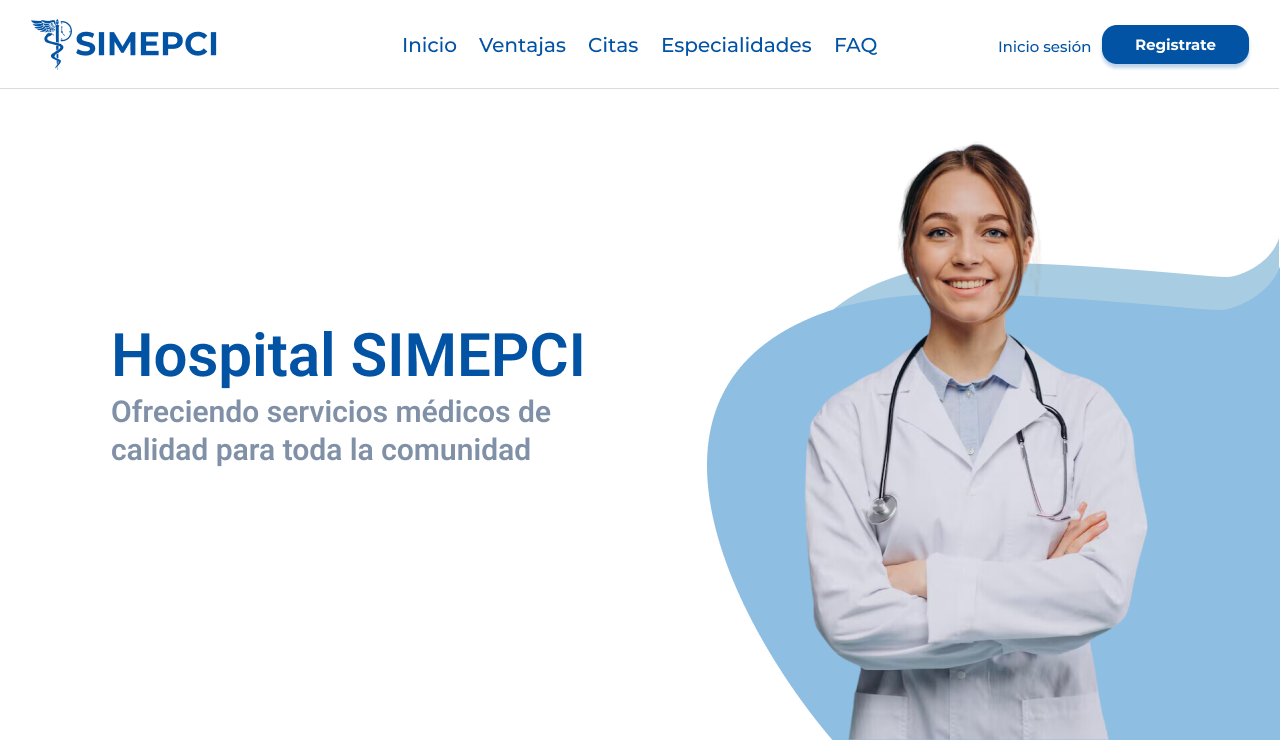 SIMEPCI
Inicio Ventajas Citas Especialidades FAQ
Inicio sesión
Registrate
Hospital SIMEPCI
Ofreciendo servicios médicos de
calidad para toda la comunidad